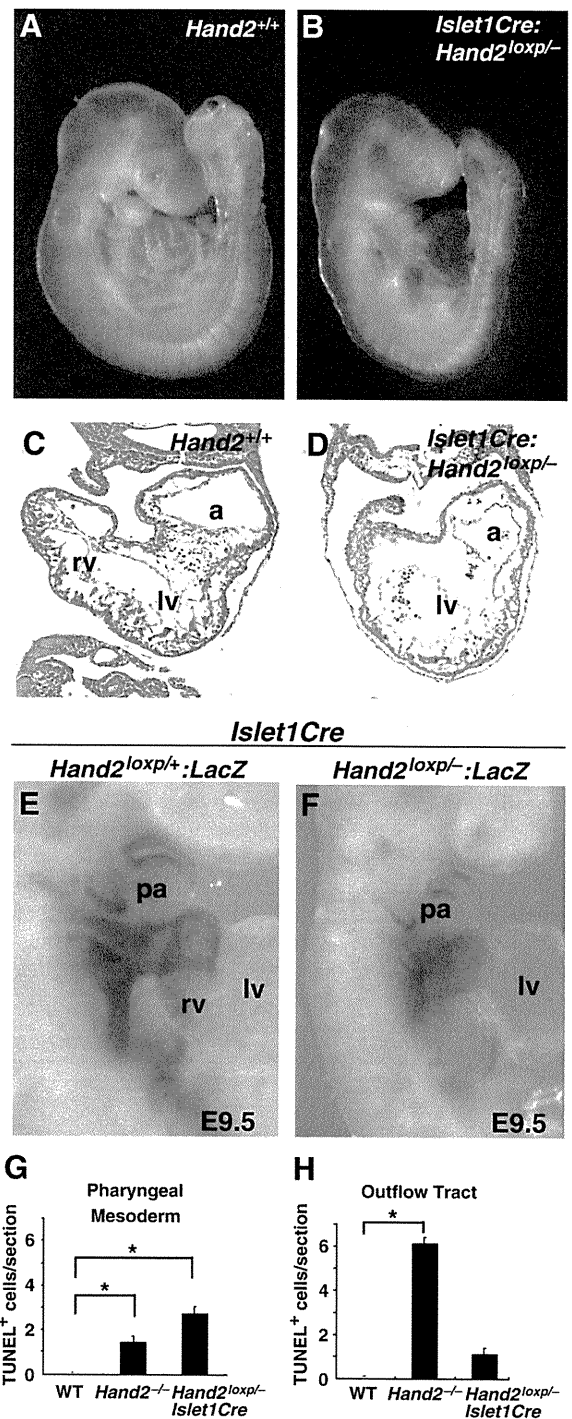 A
Hand2+/+
B
Islet1Cre:
Hand2loxp/–
C
Hand2+/+
a
rv
lv
D
Islet1Cre:
Hand2loxp/–
a
lv
Islet1Cre
Hand2loxp/+:LacZ
Hand2loxp/–:LacZ
E
pa
rv
lv
E9.5
F
pa
lv
E9.5
G
Pharyngeal
Mesoderm
TUNEL+ cells/section
6
4
2
0
*
*
WT
Hand2–/–
Hand2loxp/–
Islet1Cre
H
Outflow Tract
TUNEL+ cells/section
6
4
2
0
*
WT
Hand2–/–
Hand2loxp/–
Islet1Cre